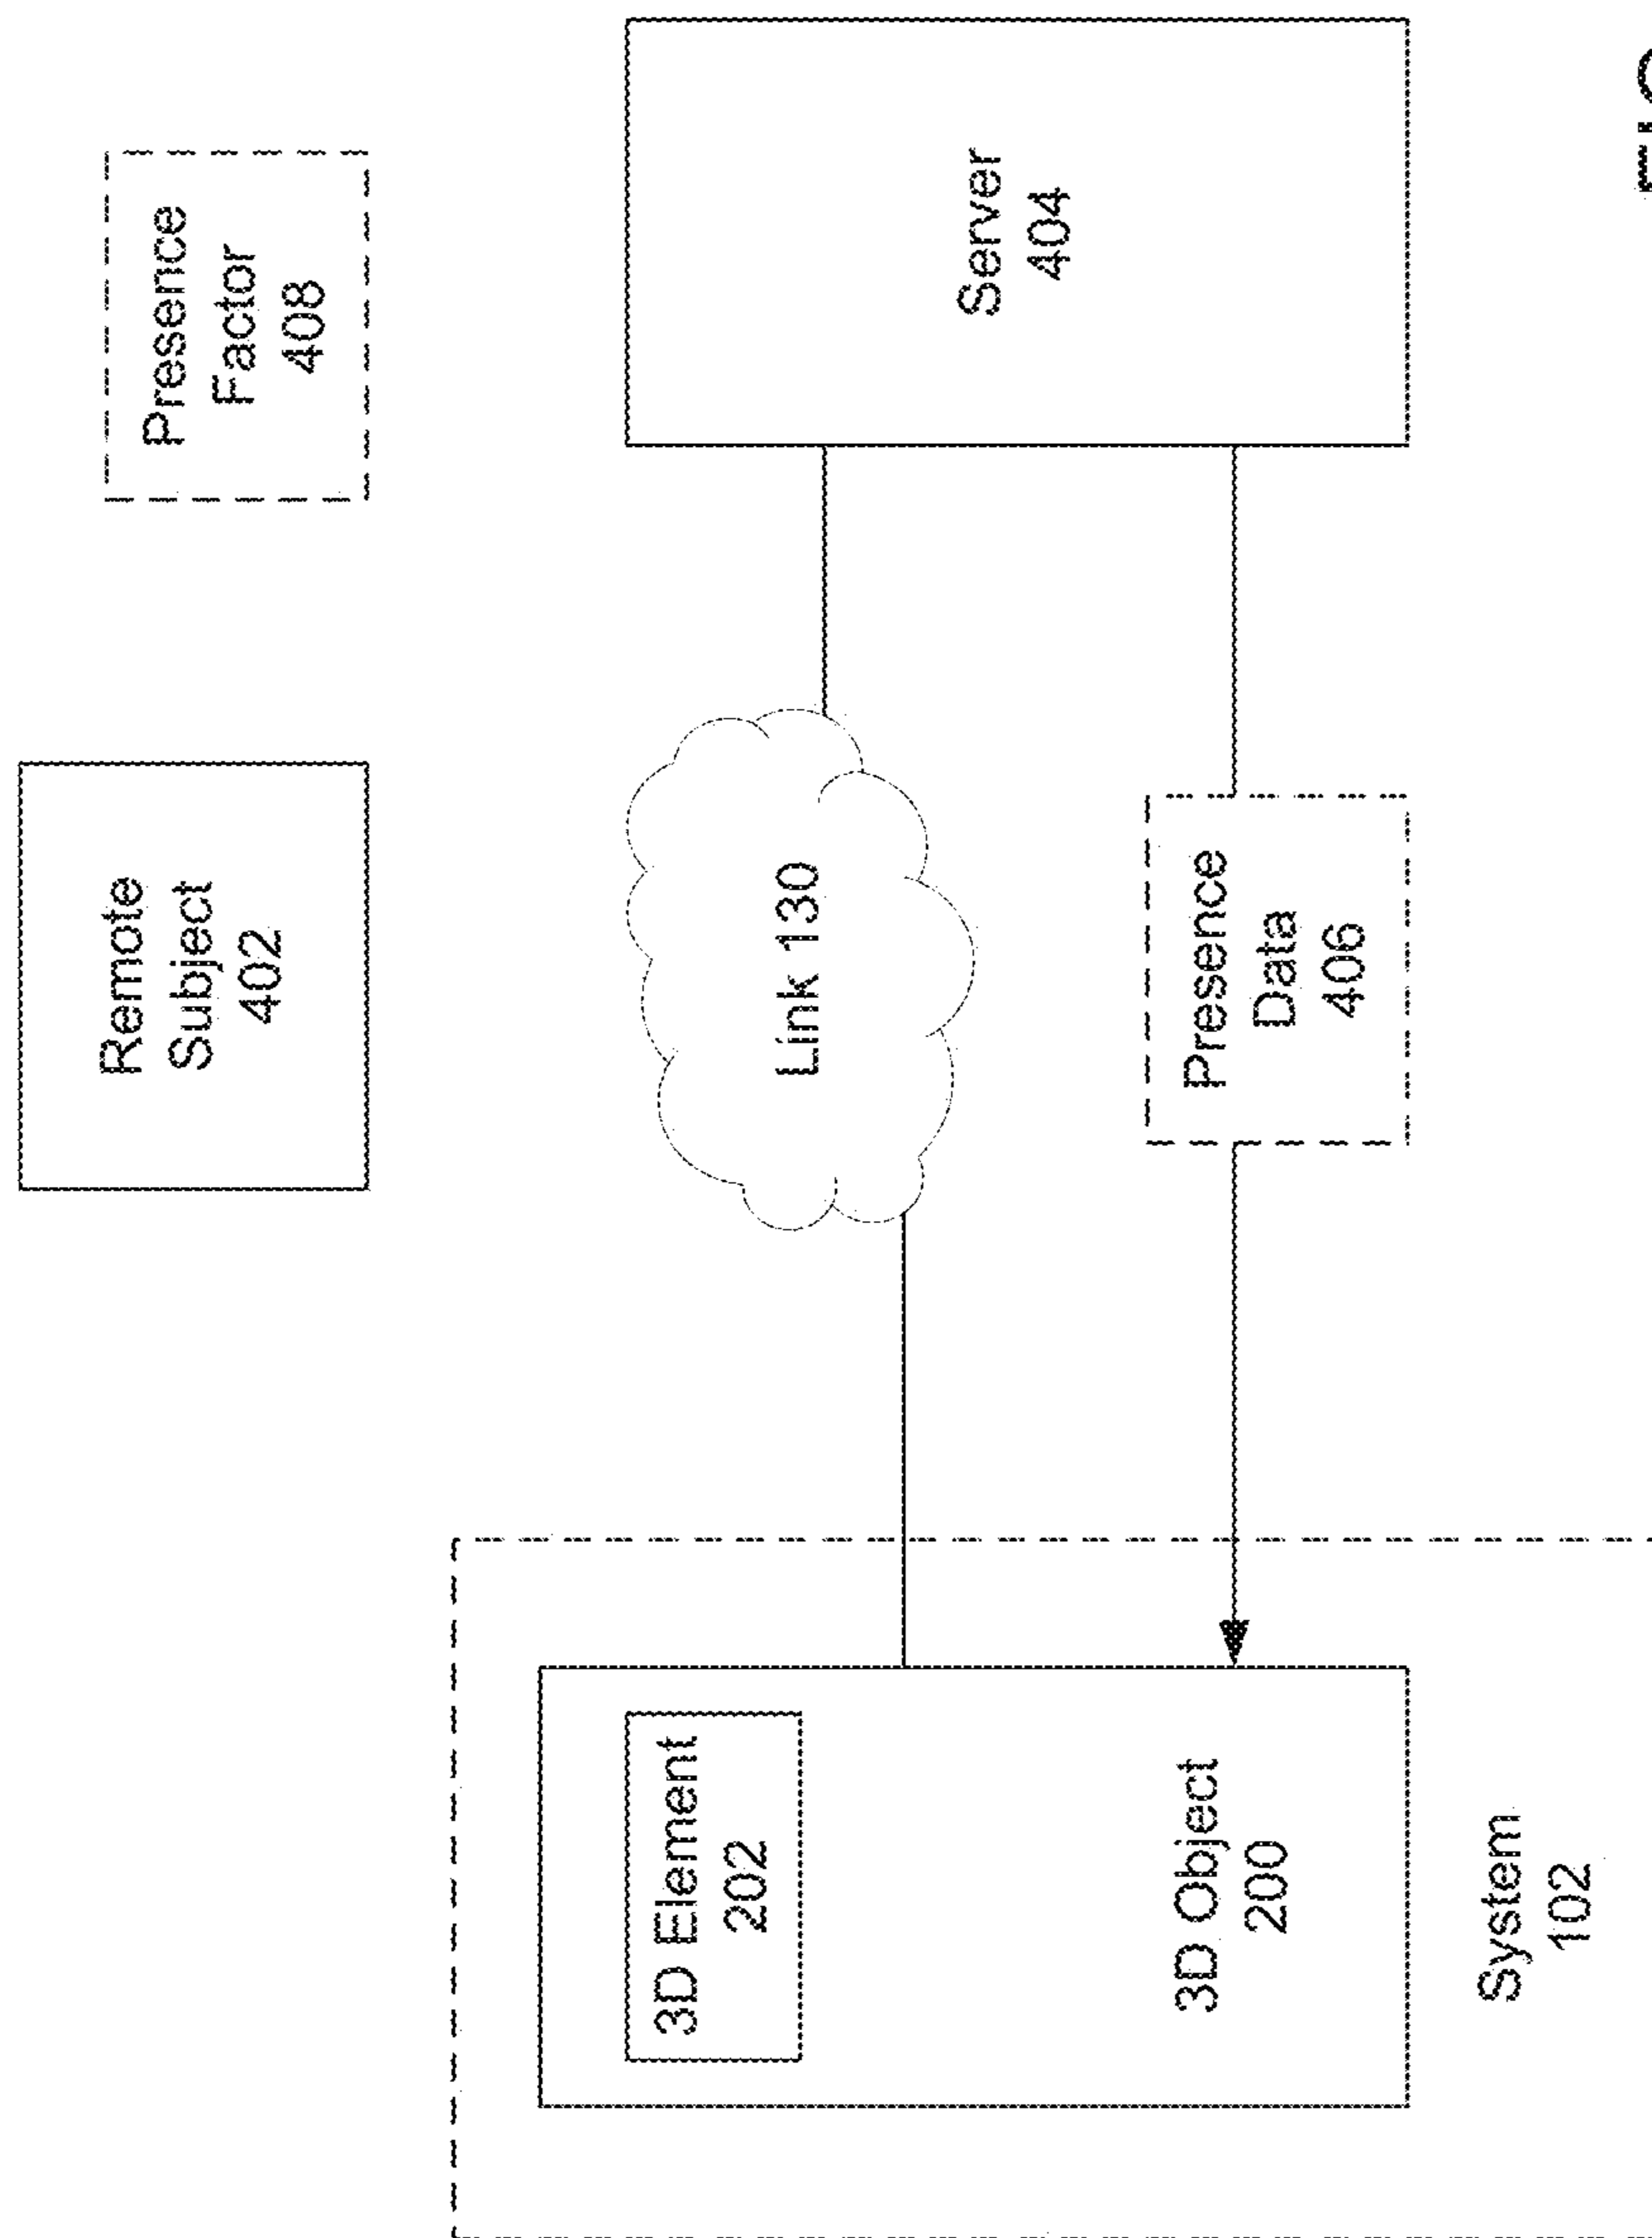 Remote
Subject
402
Presence
Factor
408
3D Element
202
Link 130
Server
404
3D Object
200
Presence
Data
406
System
102